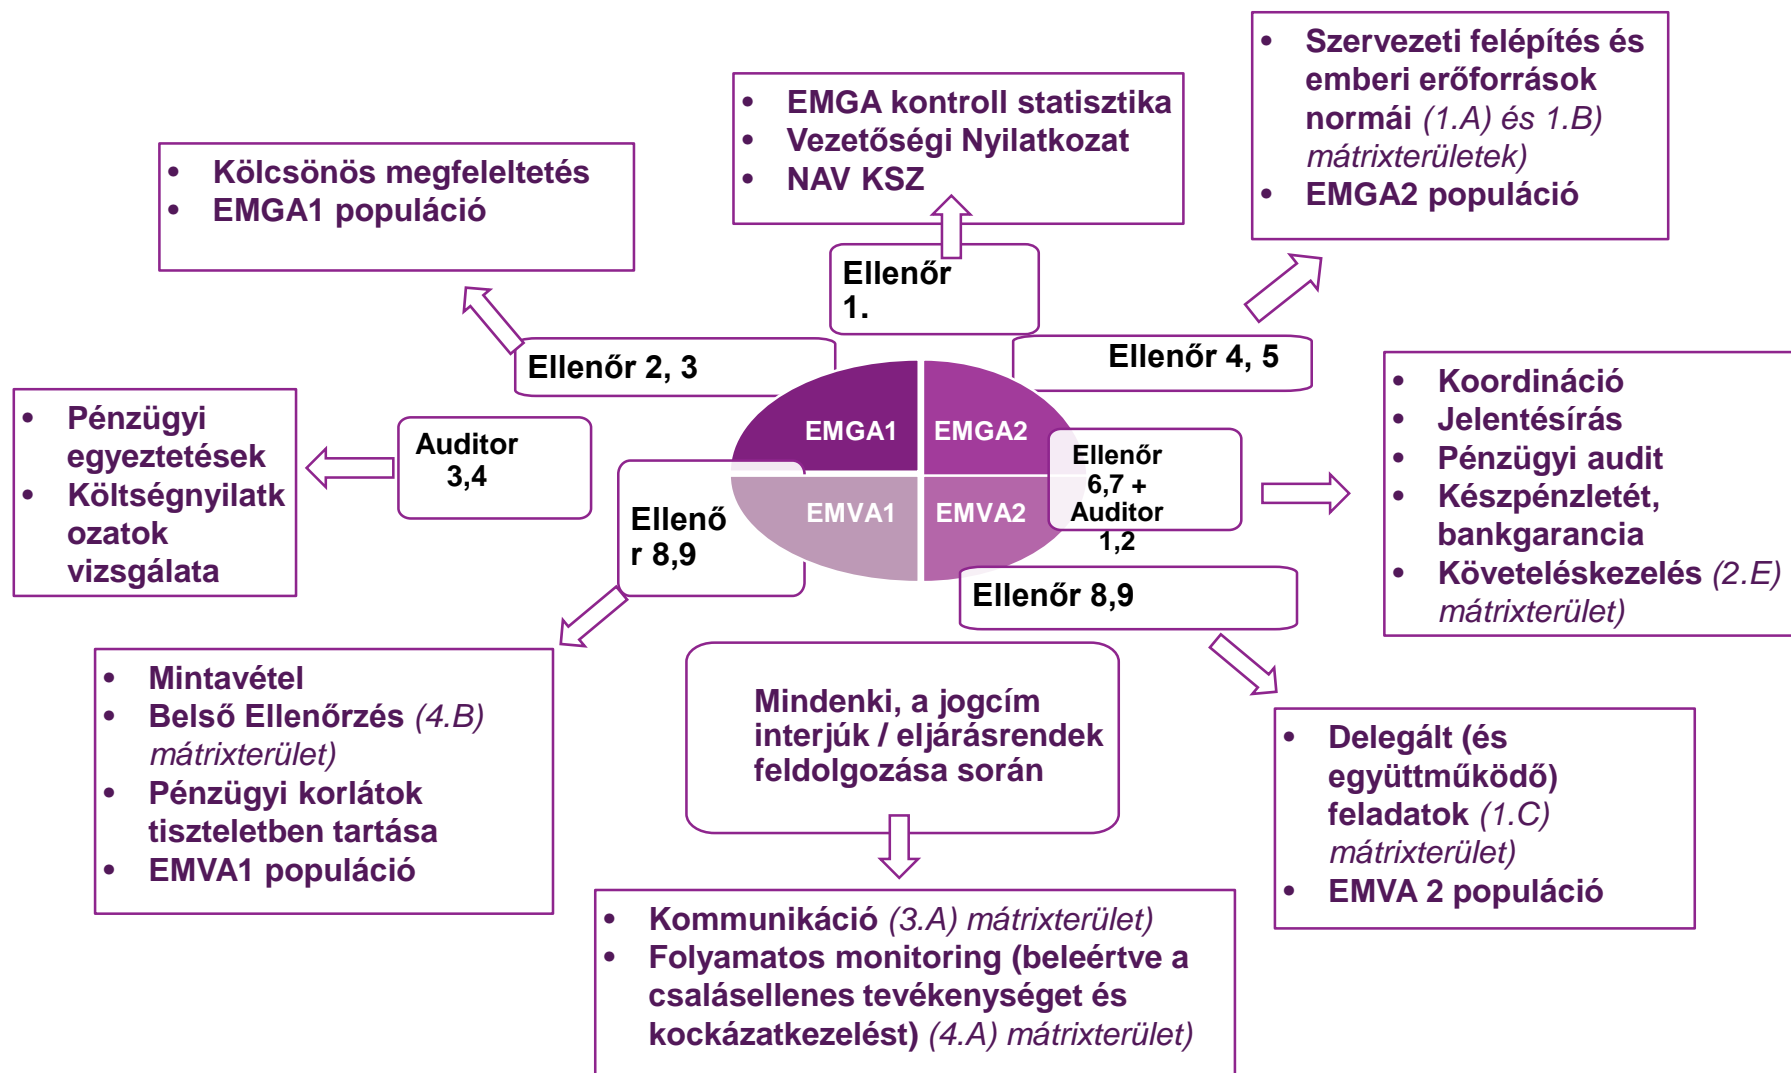 • Szervezeti felépítés és
emberi erőforrások
normái (1.A) és 1.B)
mátrixterületek)
• EMGA2 populáció
• EMGA kontroll statisztika
• Vezetőségi Nyilatkozat
• NAV KSZ
• Kölcsönös megfeleltetés
• EMGA1 populáció
Ellenőr
1.
Ellenőr 2, 3
Ellenőr 4, 5
• Koordináció
• Jelentésírás
• Pénzügyi audit
• Készpénzletét,
bankgarancia
• Követeléskezelés (2.E)
mátrixterület)
• Pénzügyi
egyeztetések
• Költségnyilatk
ozatok
vizsgálata
Auditor
3,4
EMGA1
EMGA2
EMVA1
EMVA2
Ellenőr
6,7 +
Auditor
1,2
Ellenő
r 8,9
Ellenőr 8,9
• Mintavétel
• Belső Ellenőrzés (4.B)
mátrixterület)
• Pénzügyi korlátok
tiszteletben tartása
• EMVA1 populáció
Mindenki, a jogcím
interjúk / eljárásrendek
feldolgozása során
• Delegált (és
együttműködő)
feladatok (1.C)
mátrixterület)
• EMVA 2 populáció
• Kommunikáció (3.A) mátrixterület)
• Folyamatos monitoring (beleértve a
csalásellenes tevékenységet és
kockázatkezelést) (4.A) mátrixterület)